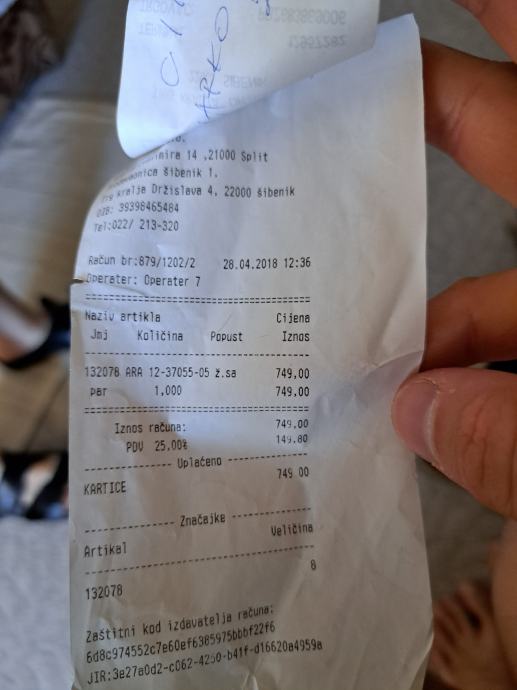 14 ,21000 Split
šibenik 1.
kralja Držislava 4, 22000 šibenik
OIB: 39398465484
Tel:022/ 213-320
Račun br:879/1202/2 28.04.2018 12:36
Operater: Operater 7
Naziv artikla Cijena
Jmj Količina Popust Iznos
132078 ARA 12-37055-05 ž.sa 749,00
par 1,000 749,00
Iznos računa: 749,00
PDV 25,00% 149,80
Uplaćeno
KARTICE 749,00
Značajke
Artikal Veličina
132078 8
Zaštitni kod izdavatelja računa:
6d8c974552c7e60ef6385975bbbf22f6
JIR:3e27a0d2-c062-4250-b41f-d16620a4959a